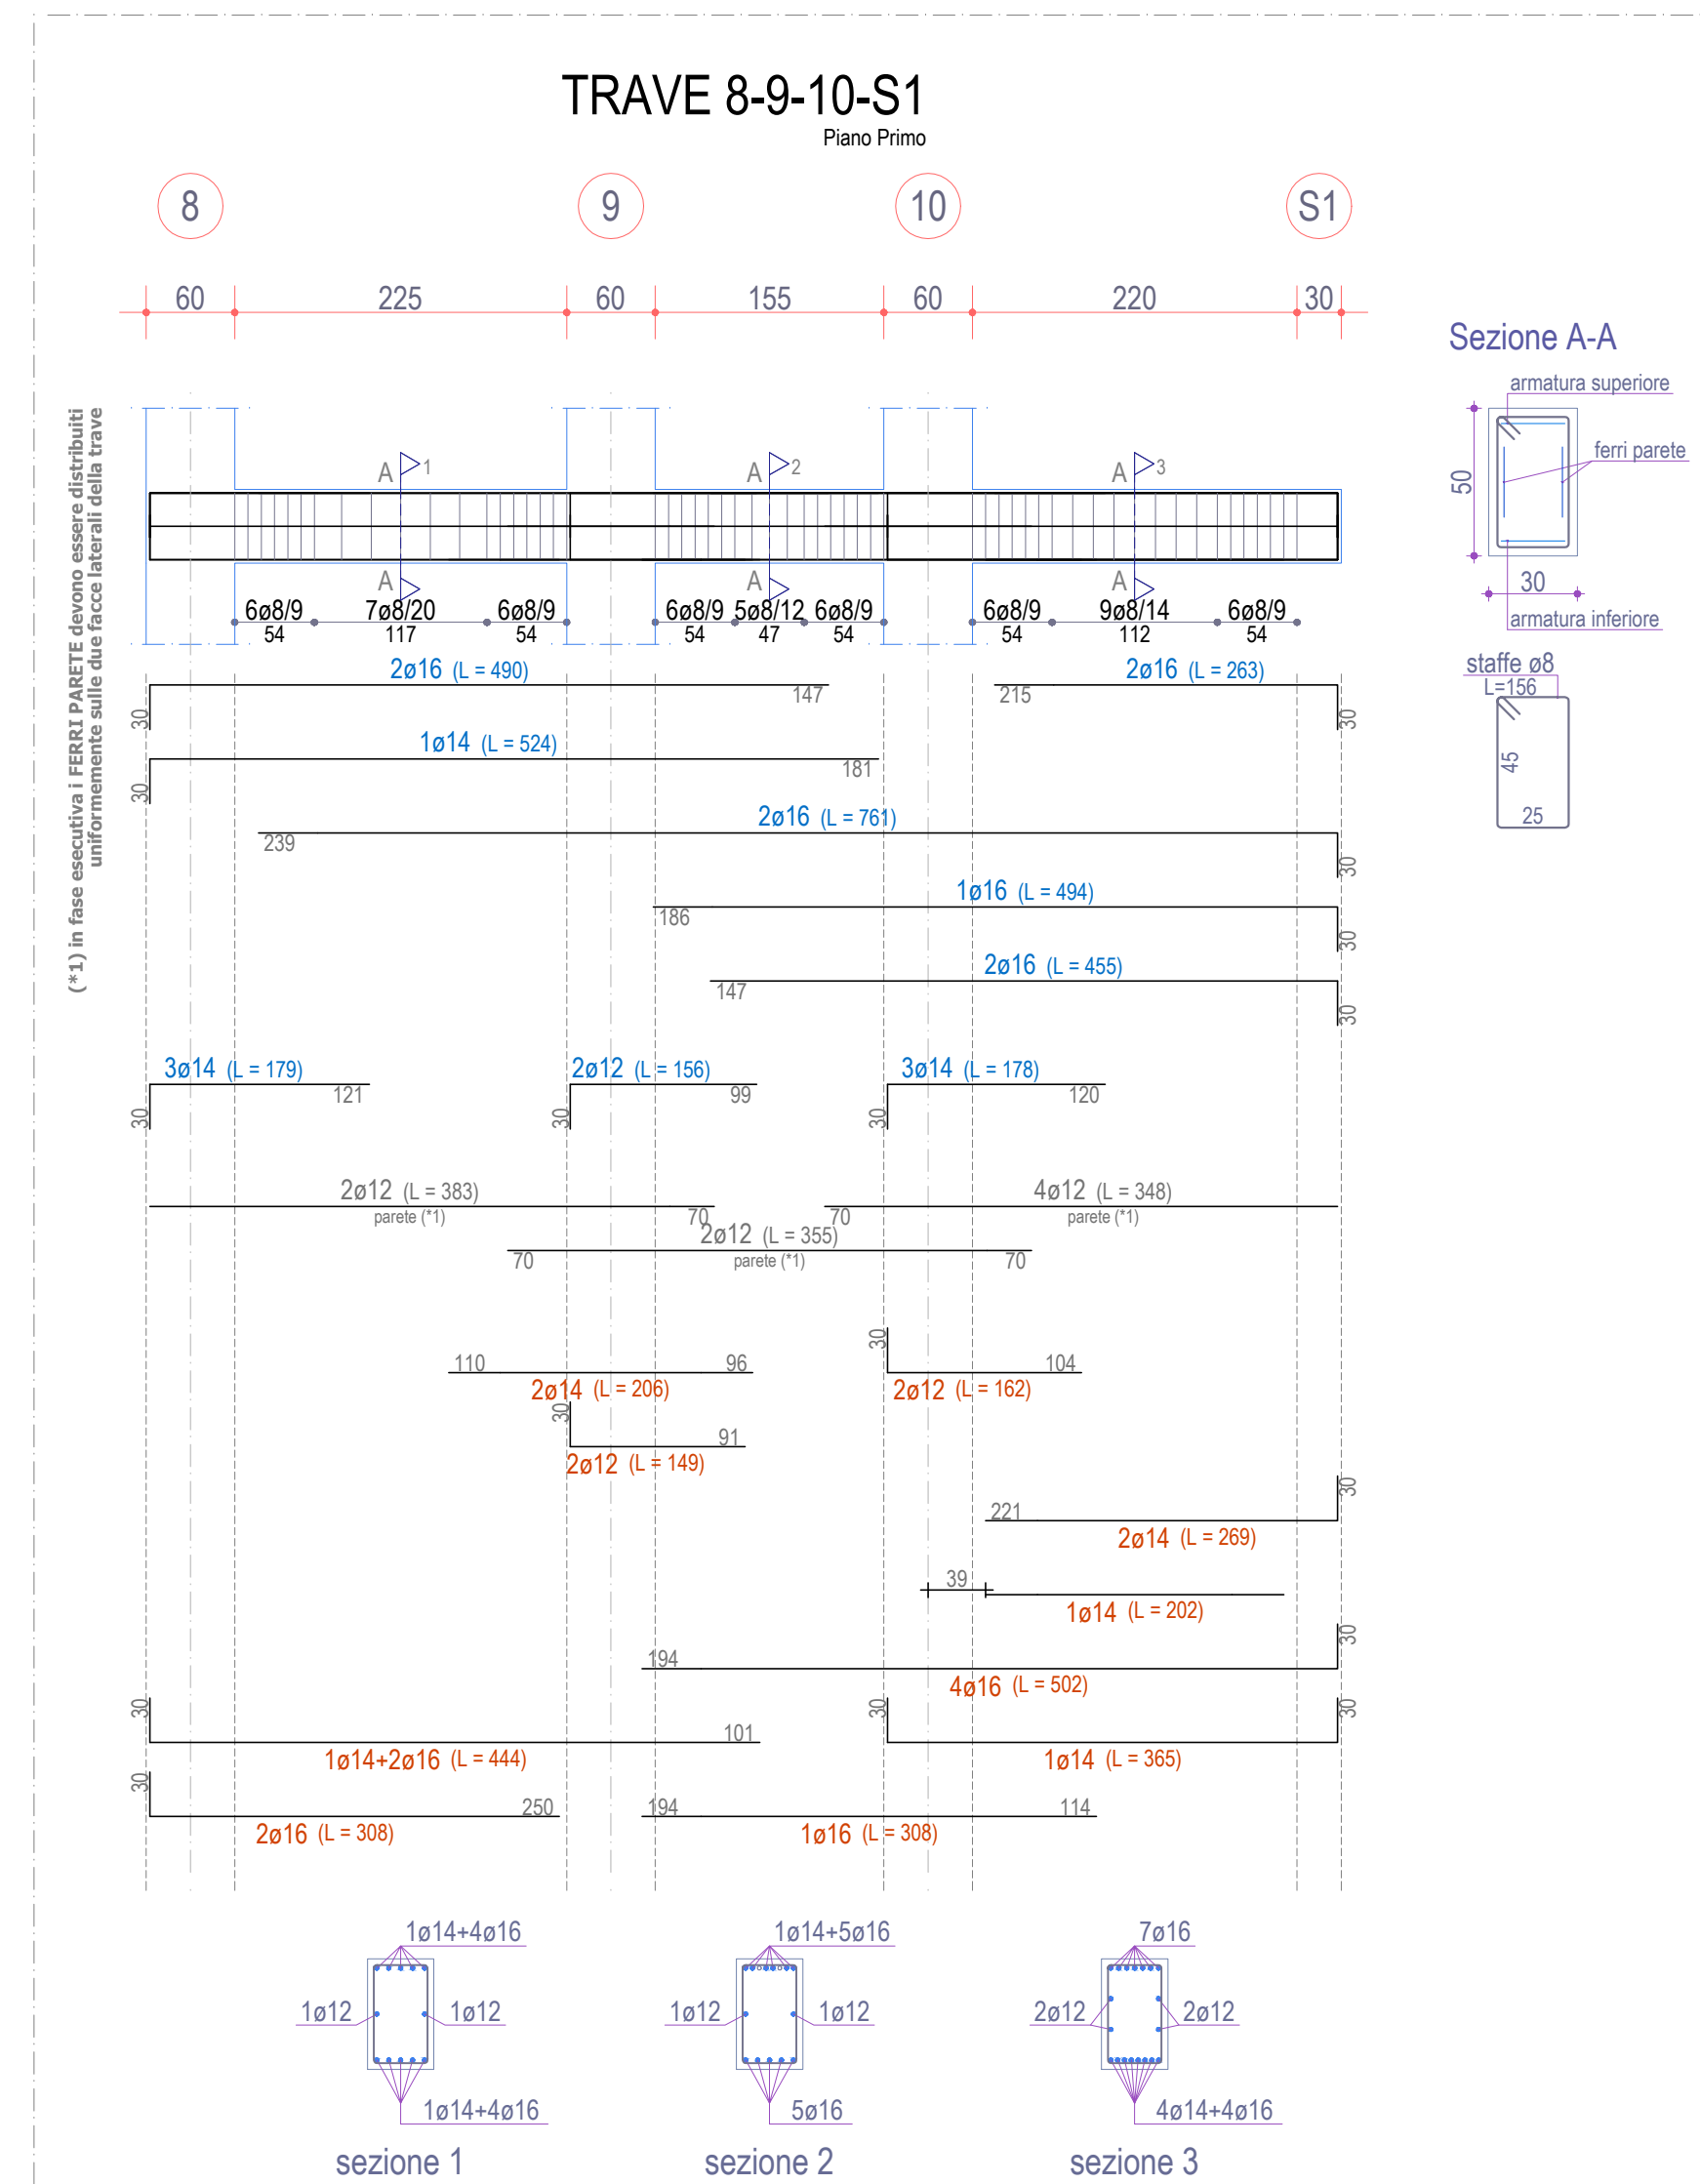 TRAVE 8-9-10-S1
Piano Primo
8
9
10
S1
60
225
60
155
60
220
30
Sezione A-A
armatura superiore
ferri parete
50
30
armatura inferiore
staffe ø8
L=156
45
25
(*1) in fase esecutiva i FERRI PARETE devono essere distribuiti
uniformemente sulle due facce laterali della trave
A 1
A 2
A 3
A
A
A
6ø8/9 7ø8/20 6ø8/9 6ø8/9 5ø8/12 6ø8/9 6ø8/9 9ø8/14 6ø8/9
54 117 54 54 47 54 54 112 54
2ø16 (L = 490)
30
147
2ø16 (L = 263)
215
30
1ø14 (L = 524)
30
181
2ø16 (L = 761)
239
30
1ø16 (L = 494)
186
30
2ø16 (L = 455)
147
30
3ø14 (L = 179)
30
121
2ø12 (L = 156)
30
99
3ø14 (L = 178)
30
120
2ø12 (L = 383)
parete (*1)
70
4ø12 (L = 348)
70
parete (*1)
2ø12 (L = 355)
70
parete (*1)
70
110
96
2ø14 (L = 206)
30
104
2ø12 (L = 162)
30
91
2ø12 (L = 149)
221
30
2ø14 (L = 269)
39
1ø14 (L = 202)
194
30
4ø16 (L = 502)
30
101
1ø14+2ø16 (L = 444)
30
30
1ø14 (L = 365)
30
250
2ø16 (L = 308)
194
114
1ø16 (L = 308)
1ø14+4ø16
1ø12
1ø12
1ø14+4ø16
sezione 1
1ø14+5ø16
1ø12
1ø12
5ø16
sezione 2
7ø16
2ø12
2ø12
4ø14+4ø16
sezione 3